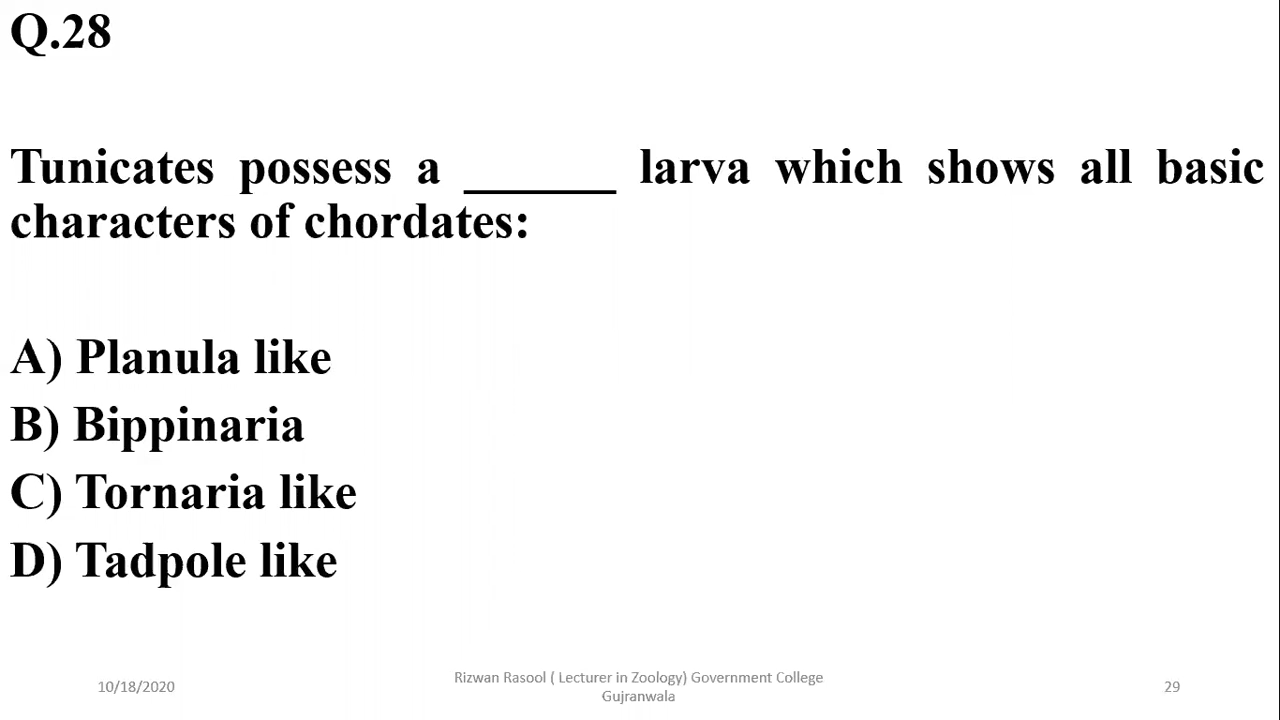 Q.28
Tunicates possess a ______ larva which shows all basic
characters of chordates:
A) Planula like
B) Bippinaria
C) Tornaria like
D) Tadpole like
10/18/2020
Rizwan Rasool ( Lecturer in Zoology) Government College
Gujranwala
29